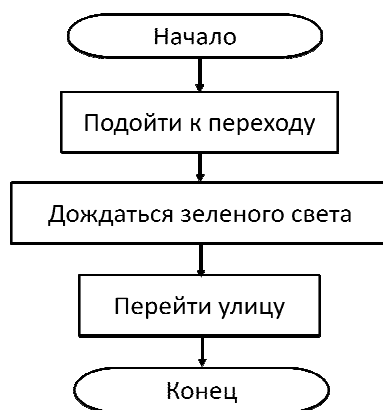 Начало
Подойти к переходу
Дождаться зеленого света
Перейти улицу
Конец